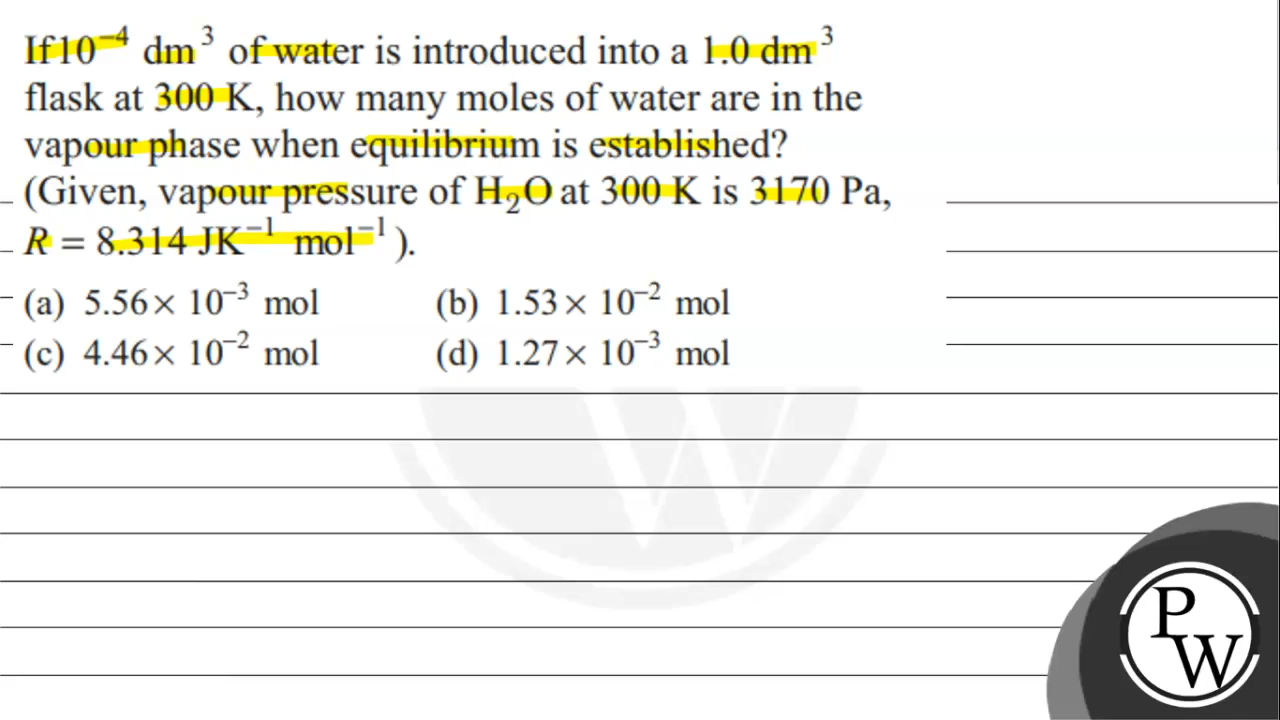 If 10⁻⁴ dm³ of water is introduced into a 1.0 dm³
flask at 300 K, how many moles of water are in the
vapour phase when equilibrium is established?
(Given, vapour pressure of H₂O at 300 K is 3170 Pa,
R = 8.314 JK⁻¹ mol⁻¹ ).
(a) 5.56 × 10⁻³ mol (b) 1.53 × 10⁻² mol
(c) 4.46 × 10⁻² mol (d) 1.27 × 10⁻³ mol
P
W